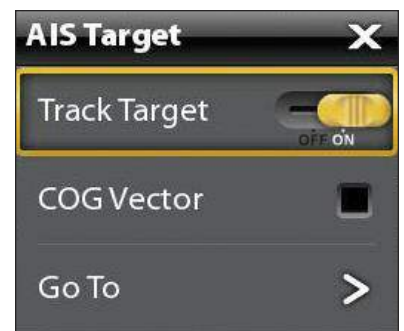 AIS Target X
Track Target
OFF ON
COG Vector
Go To >